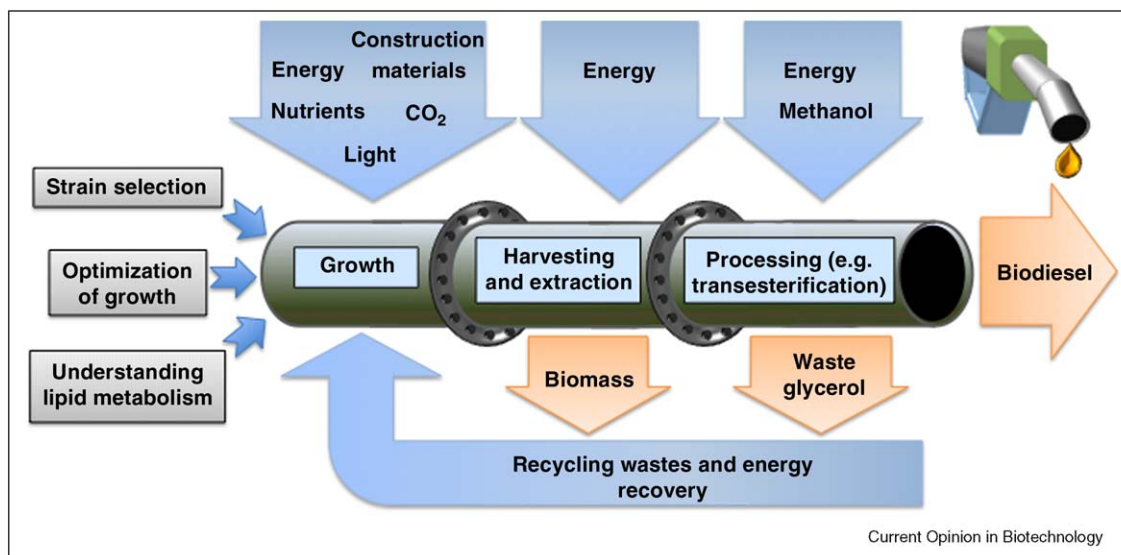 Construction
materials
Energy
Nutrients
CO₂
Light
Energy
Energy
Methanol
Strain selection
Optimization
of growth
Understanding
lipid metabolism
Growth
Harvesting
and extraction
Processing (e.g.
transesterification)
Biodiesel
Biomass
Waste
glycerol
Recycling wastes and energy
recovery
Current Opinion in Biotechnology